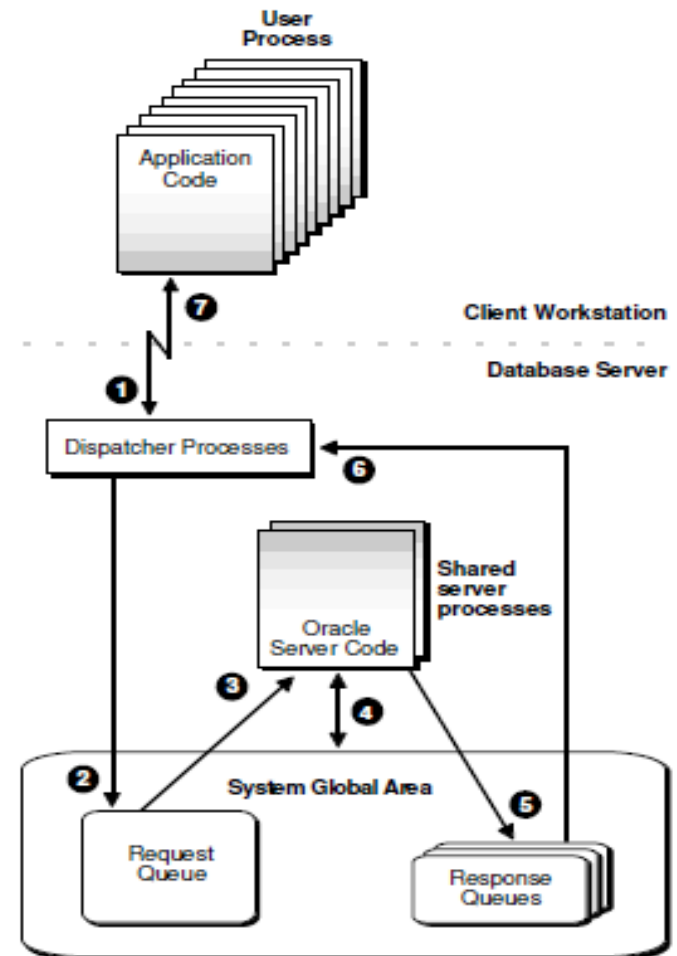 User
Process
Application
Code
7
Client Workstation
Database Server
1
Dispatcher Processes
6
Shared
server
processes
Oracle
Server Code
3
4
2
System Global Area
5
Request
Queue
Response
Queues